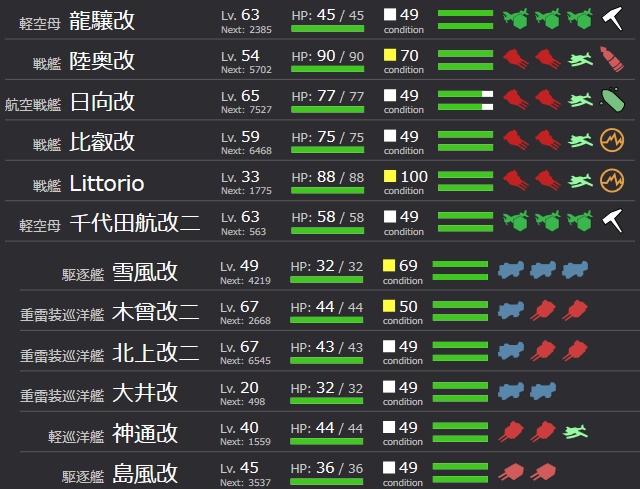 軽空母 龍驤改 Lv. 63 HP: 45 / 45 49
Next: 2385 condition
戦艦 陸奥改 Lv. 54 HP: 90 / 90 70
Next: 5702 condition
航空戦艦 日向改 Lv. 65 HP: 77 / 77 49
Next: 7527 condition
戦艦 比叡改 Lv. 59 HP: 75 / 75 49
Next: 6468 condition
戦艦 Littorio Lv. 33 HP: 88 / 88 100
Next: 1775 condition
軽空母 千代田航改二 Lv. 63 HP: 58 / 58 49
Next: 563 condition
駆逐艦 雪風改 Lv. 49 HP: 32 / 32 69
Next: 4219 condition
重雷装巡洋艦 木曾改二 Lv. 67 HP: 44 / 44 50
Next: 2668 condition
重雷装巡洋艦 北上改二 Lv. 67 HP: 43 / 43 49
Next: 6545 condition
重雷装巡洋艦 大井改 Lv. 20 HP: 32 / 32 49
Next: 498 condition
軽巡洋艦 神通改 Lv. 40 HP: 44 / 44 49
Next: 1559 condition
駆逐艦 島風改 Lv. 45 HP: 36 / 36 49
Next: 3537 condition